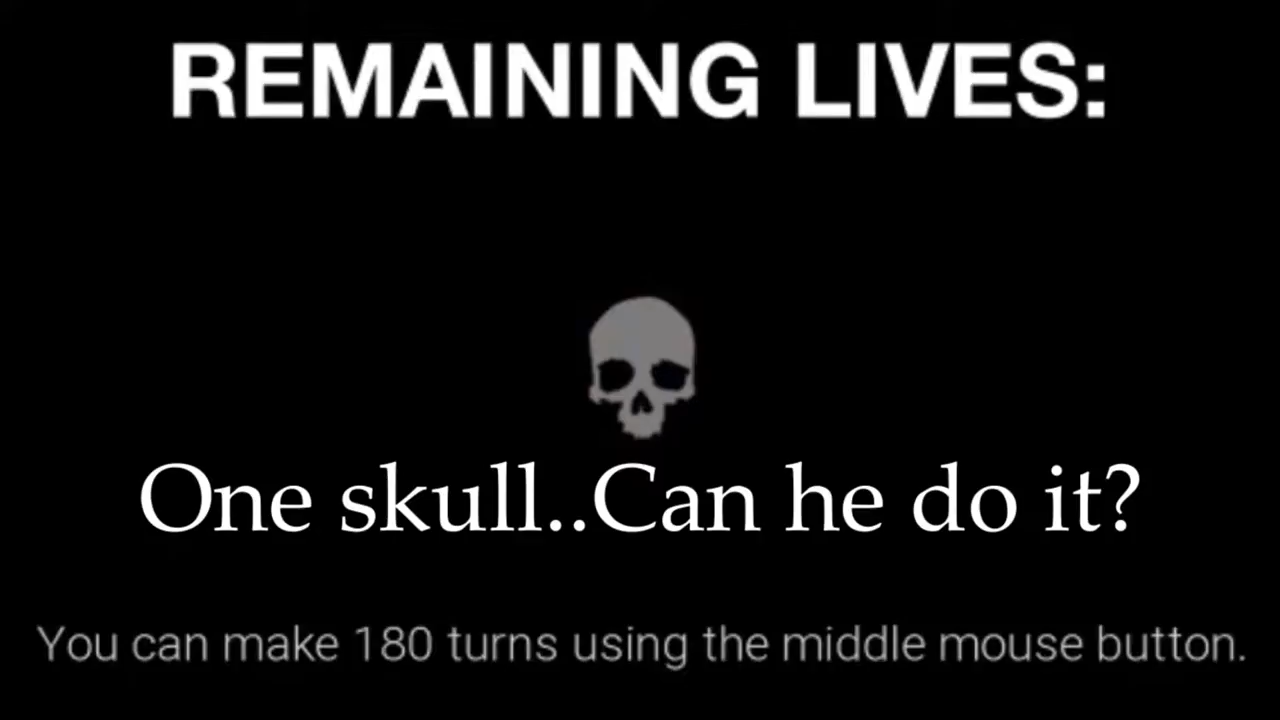 REMAINING LIVES:
One skull..Can he do it?
You can make 180 turns using the middle mouse button.